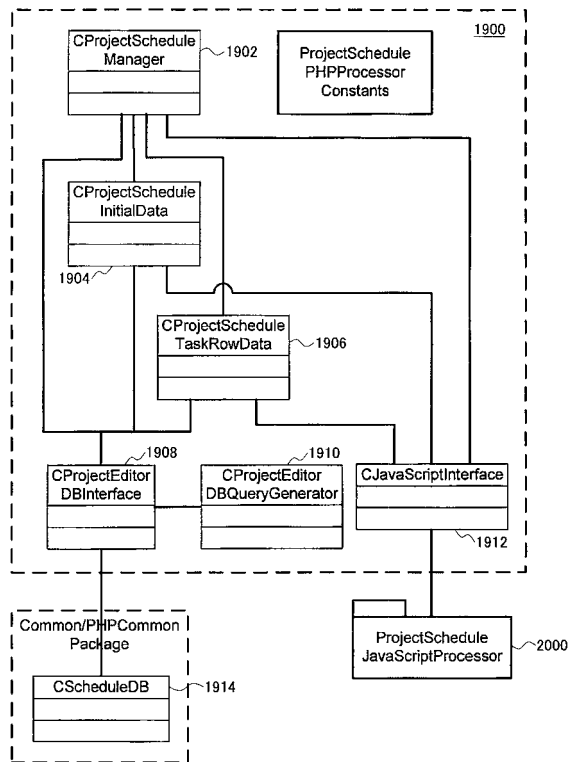 CProjectSchedule
Manager
1902
ProjectSchedule
PHPProcessor
Constants
1900
CProjectSchedule
InitialData
1904
CProjectSchedule
TaskRowData
1906
1908
CProjectEditor
DBInterface
1910
CProjectEditor
DBQueryGenerator
CJavaScriptInterface
1912
Common/PHPCommon
Package
CScheduleDB
1914
ProjectSchedule
JavaScriptProcessor
2000